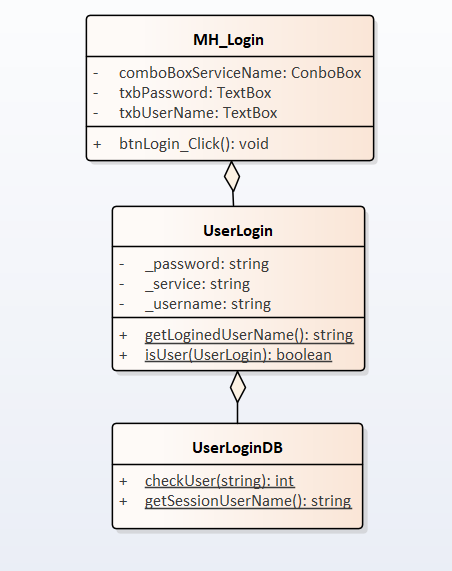 MH_Login
- comboBoxServiceName: ConboBox
- txbPassword: TextBox
- txbUserName: TextBox
+ btnLogin_Click(): void
UserLogin
- _password: string
- _service: string
- _username: string
+ getLoginedUserName(): string
+ isUser(UserLogin): boolean
UserLoginDB
+ checkUser(string): int
+ getSessionUserName(): string